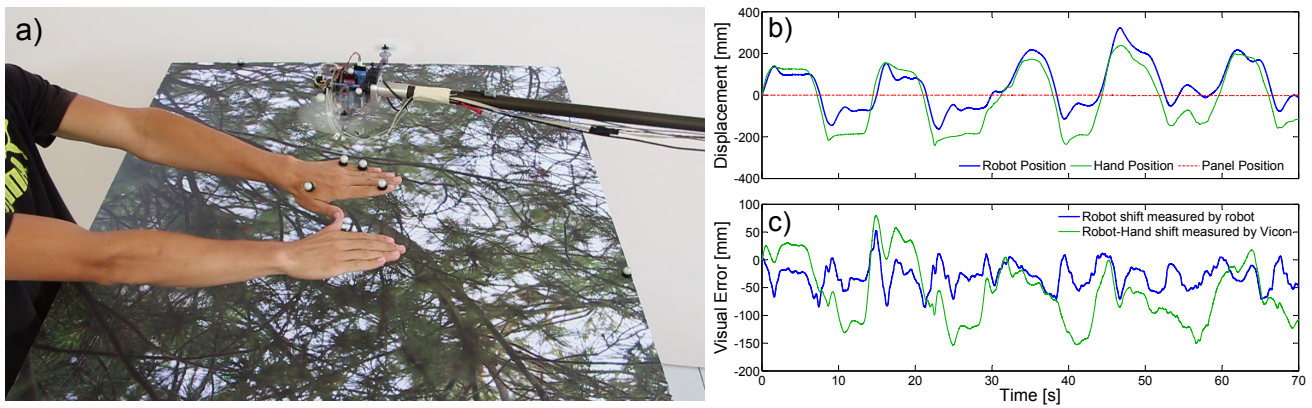 a)
b)
Displacement [mm]
400
200
0
-200
-400
Robot Position
Hand Position
Panel Position
c)
Visual Error [mm]
100
50
0
-50
-100
-150
-200
Robot shift measured by robot
Robot-Hand shift measured by Vicon
0 10 20 30 40 50 60 70
Time [s]